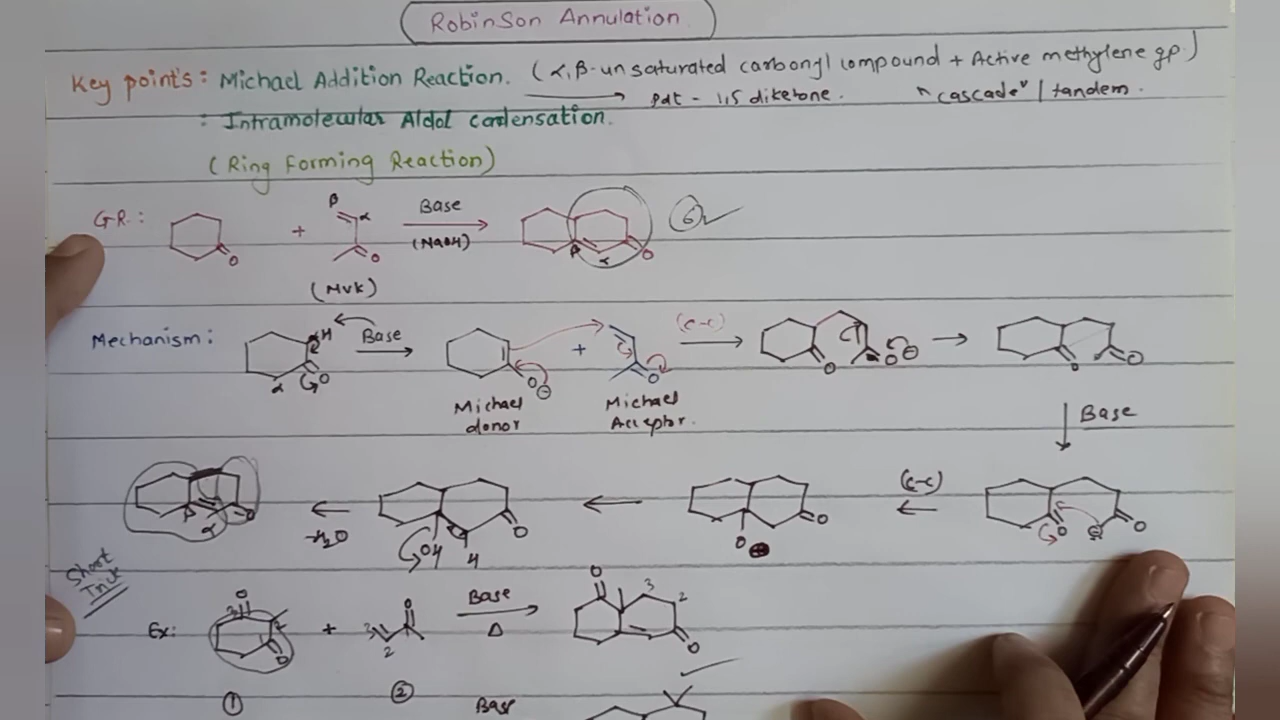 RobinSon Annulation
Key point's: Michael Addition Reaction. (α,β-unsaturated carbonyl compound + Active methylene gp.)
→ Pdt - 1,5 diketone. "cascade" / tandem.
: Intramolecular Aldol condensation.
(Ring Forming Reaction)
G.R.: O + β α O (MVK) Base (NaOH) β α O 6
Mechanism: H α O Base O⊖ + O (C-C) O O⊖ O O
Michael donor Michael Acceptor.
Base
β α O -H2O OH H O O O (C-C) O ⊖ O
Short Trick
Ex: O 3 2 O + 3 2 O Base Δ O 3 2 O
① ② Base